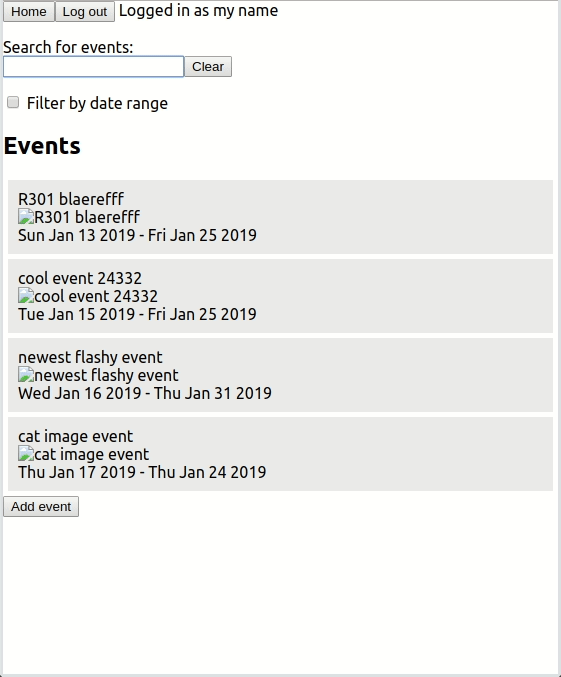 Home Log out Logged in as my name
Search for events:
Clear
Filter by date range
Events
R301 blaerefff
R301 blaerefff
Sun Jan 13 2019 - Fri Jan 25 2019
cool event 24332
cool event 24332
Tue Jan 15 2019 - Fri Jan 25 2019
newest flashy event
newest flashy event
Wed Jan 16 2019 - Thu Jan 31 2019
cat image event
cat image event
Thu Jan 17 2019 - Thu Jan 24 2019
Add event